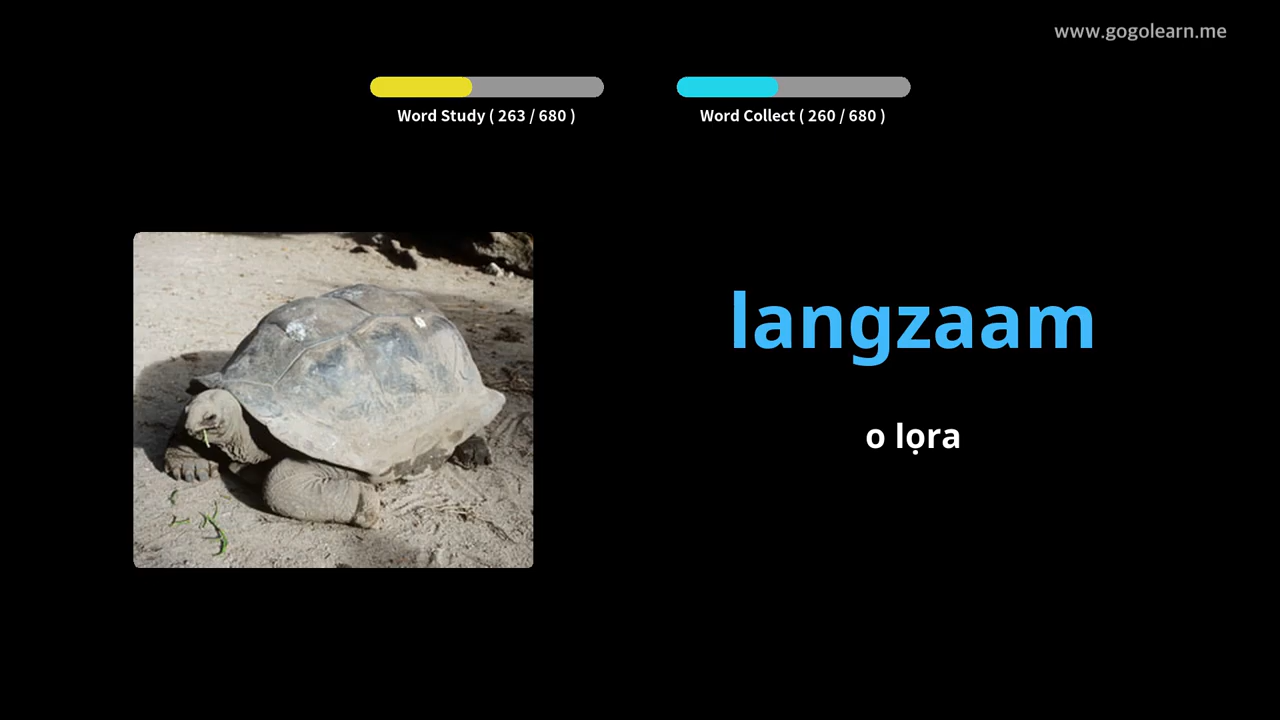 www.gogolearn.me
Word Study ( 263 / 680 )
Word Collect ( 260 / 680 )
langzaam
o lọra